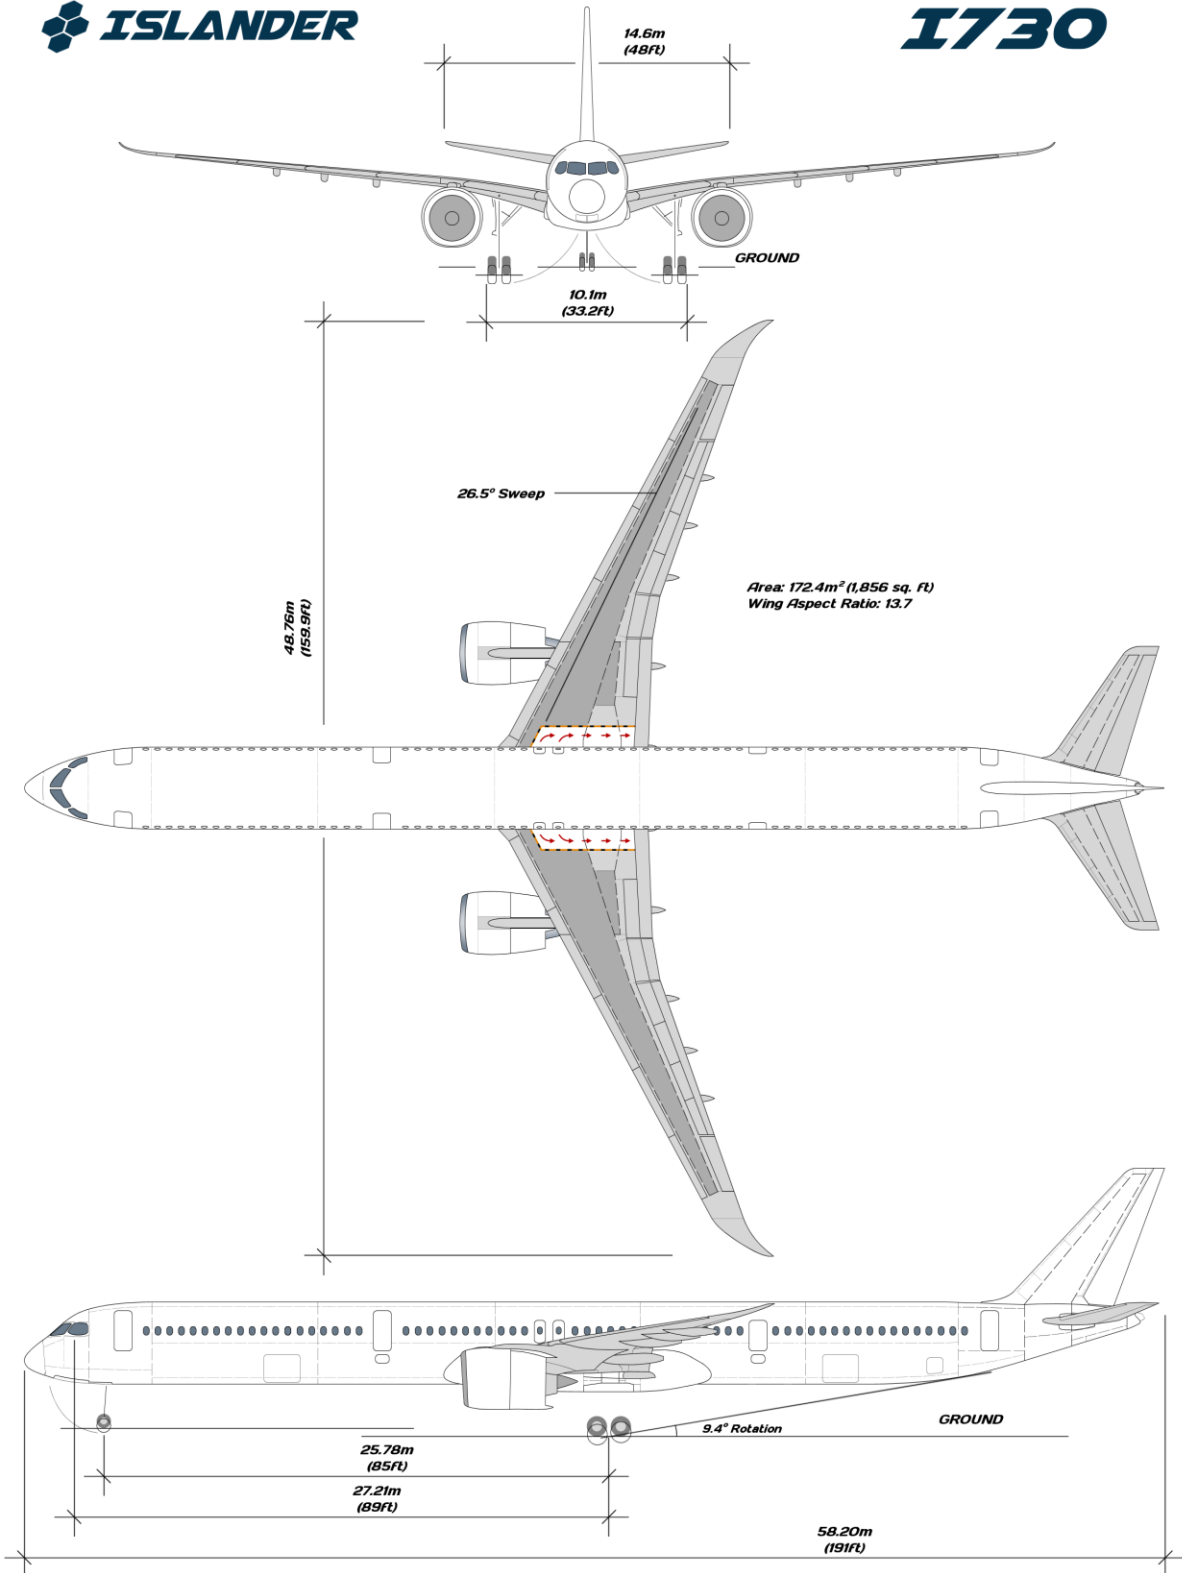 ISLANDER
I730
14.6m
(48ft)
GROUND
10.1m
(33.2ft)
26.5° Sweep
48.76m
(159.9ft)
Area: 172.4m² (1,856 sq. ft)
Wing Aspect Ratio: 13.7
GROUND
9.4° Rotation
25.78m
(85ft)
27.21m
(89ft)
58.20m
(191ft)